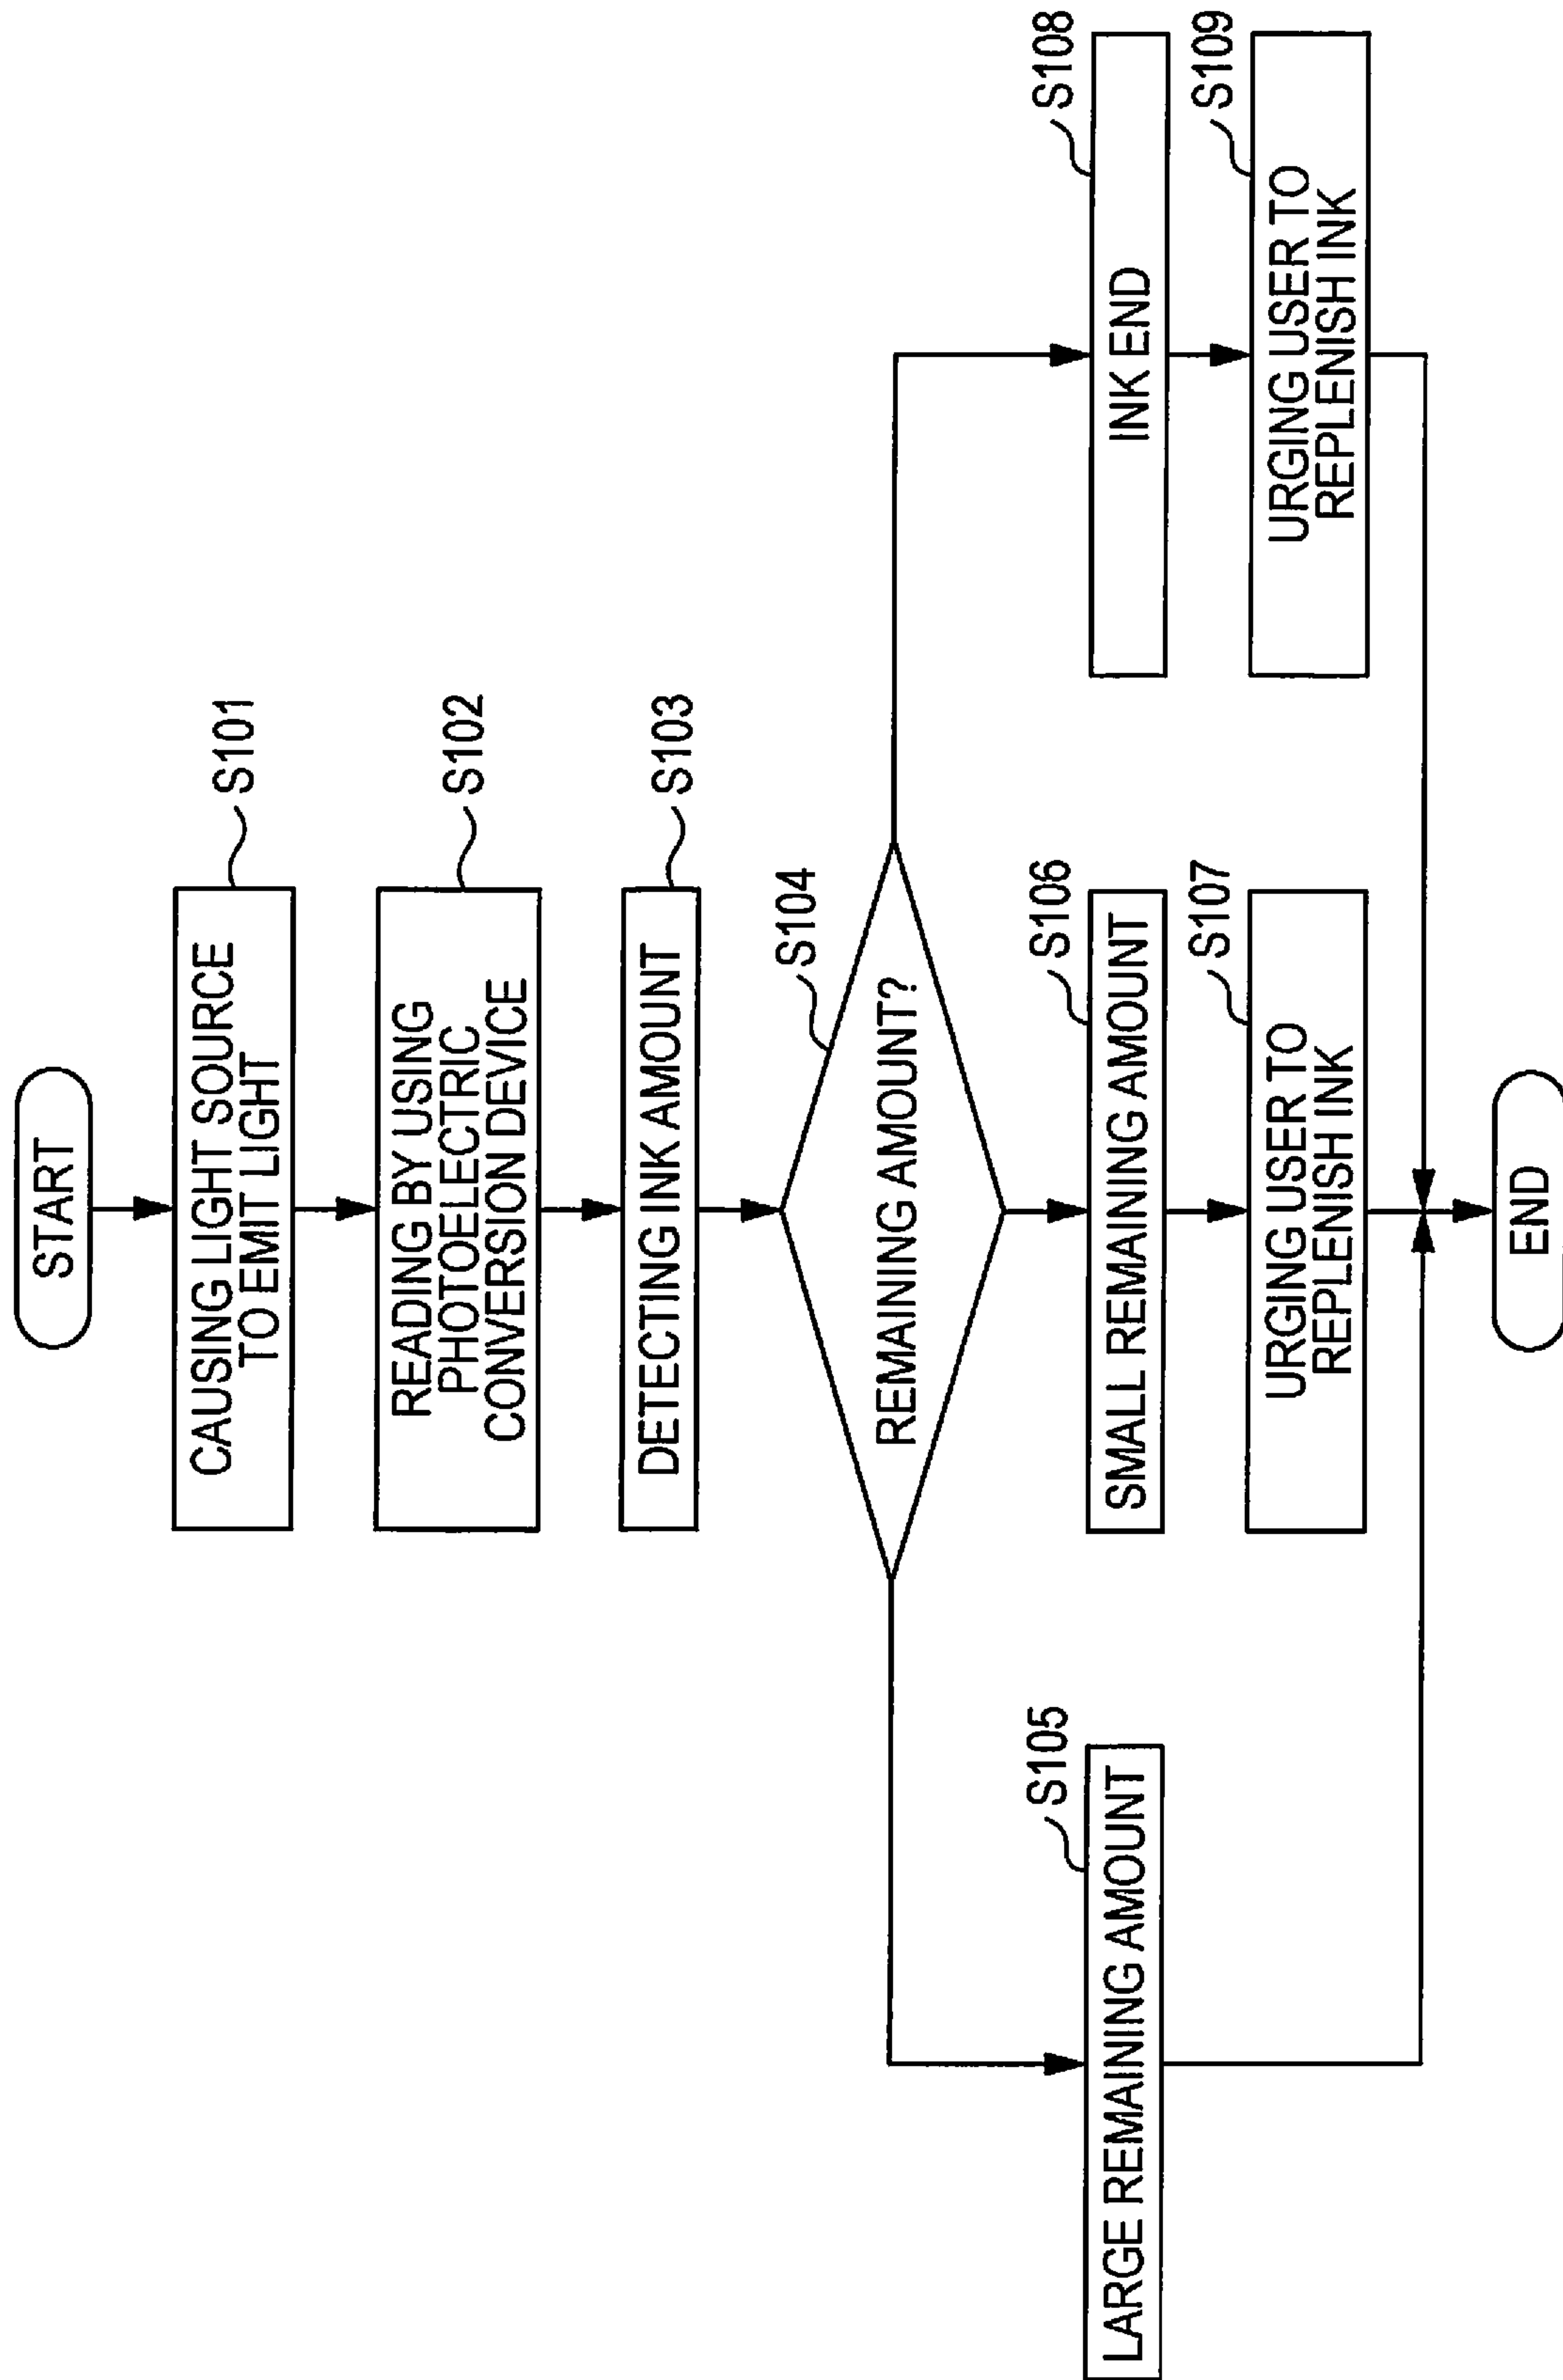 START
CAUSING LIGHT SOURCE
TO EMIT LIGHT
S101
READING BY USING
PHOTOELECTRIC
CONVERSION DEVICE
S102
DETECTING INK AMOUNT
S103
REMAINING AMOUNT?
S104
LARGE REMAINING AMOUNT
S105
SMALL REMAINING AMOUNT
S106
URGING USER TO
REPLENISH INK
S107
INK END
S108
URGING USER TO
REPLENISH INK
S109
END